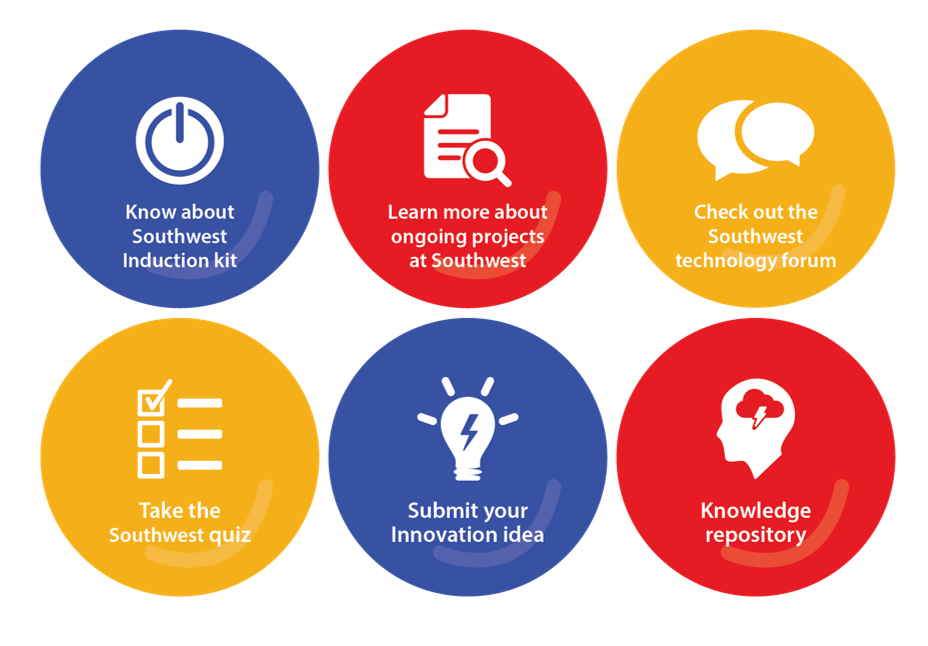 Know about
Southwest
Induction kit
Learn more about
ongoing projects
at Southwest
Check out the
Southwest
technology forum
Take the
Southwest quiz
Submit your
Innovation idea
Knowledge
repository